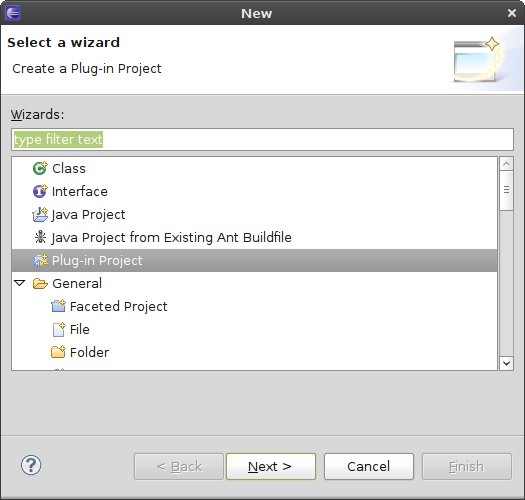 New
Select a wizard
Create a Plug-in Project
Wizards:
type filter text
Class
Interface
Java Project
Java Project from Existing Ant Buildfile
Plug-in Project
General
Faceted Project
File
Folder
< Back
Next >
Cancel
Finish